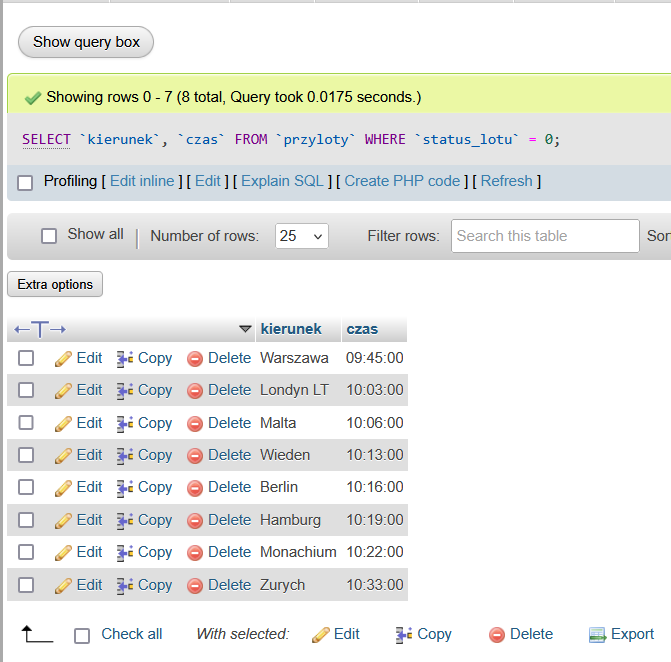 Show query box
Showing rows 0 - 7 (8 total, Query took 0.0175 seconds.)
SELECT `kierunek`, `czas` FROM `przyloty` WHERE `status_lotu` = 0;
Profiling [ Edit inline ] [ Edit ] [ Explain SQL ] [ Create PHP code ] [ Refresh ]
Show all Number of rows: 25 Filter rows: Search this table
Extra options
←T→ kierunek czas
Edit Copy Delete Warszawa 09:45:00
Edit Copy Delete Londyn LT 10:03:00
Edit Copy Delete Malta 10:06:00
Edit Copy Delete Wieden 10:13:00
Edit Copy Delete Berlin 10:16:00
Edit Copy Delete Hamburg 10:19:00
Edit Copy Delete Monachium 10:22:00
Edit Copy Delete Zurych 10:33:00
Check all With selected: Edit Copy Delete Export